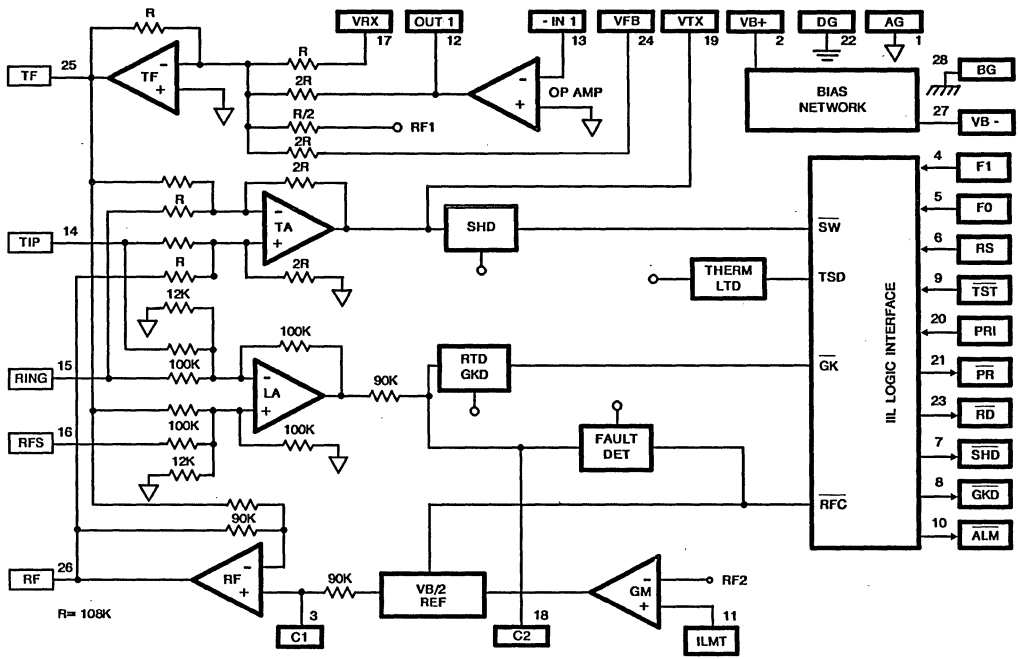 R
VRX
17
OUT 1
12
- IN 1
13
VFB
24
VTX
19
VB+
2
DG
22
AG
1
TF
25
TF
-
+
R
2R
R/2
RF1
2R
-
+
OP AMP
BIAS
NETWORK
28
BG
27
VB -
R
2R
TIP
14
-
TA
+
R
2R
SHD
THERM
LTD
SW
TSD
GK
RFC
IIL LOGIC INTERFACE
4
F1
5
F0
6
RS
9
TST
20
PRI
21
PR
23
RD
7
SHD
8
GKD
10
ALM
12K
RING
15
100K
100K
-
LA
+
90K
RTD
GKD
RFS
16
100K
100K
12K
FAULT
DET
90K
RF
26
-
RF
+
90K
VB/2
REF
-
GM
+
RF2
R= 108K
3
C1
18
C2
11
ILMT